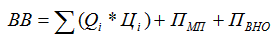 ВВ = ∑(Qᵢ * Цᵢ) + П_МП + П_ВНО